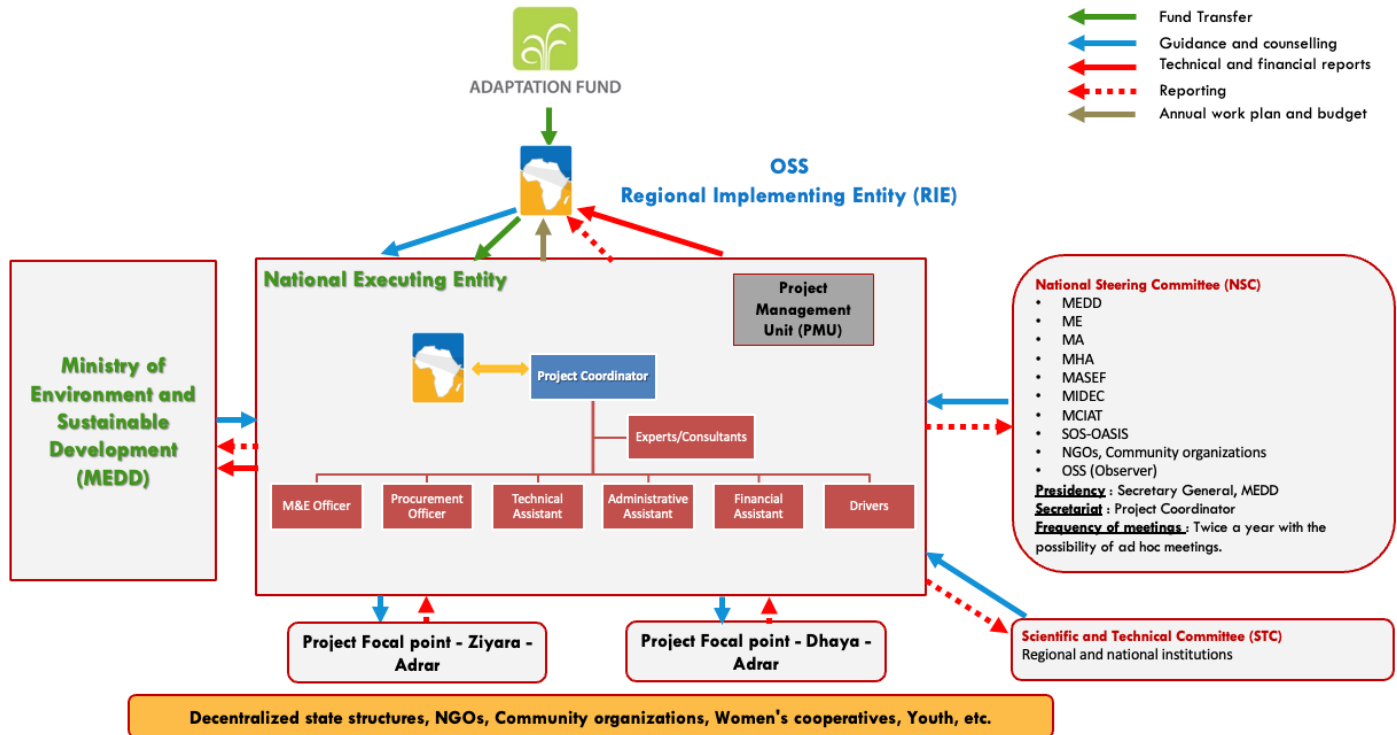 Fund Transfer
Guidance and counselling
Technical and financial reports
Reporting
Annual work plan and budget
ADAPTATION FUND
OSS
Regional Implementing Entity (RIE)
Ministry of
Environment and
Sustainable
Development
(MEDD)
National Executing Entity
Project
Management
Unit (PMU)
Project Coordinator
Experts/Consultants
M&E Officer
Procurement
Officer
Technical
Assistant
Administrative
Assistant
Financial
Assistant
Drivers
National Steering Committee (NSC)
• MEDD
• ME
• MA
• MHA
• MASEF
• MIDEC
• MCIAT
• SOS-OASIS
• NGOs, Community organizations
• OSS (Observer)
Presidency : Secretary General, MEDD
Secretariat : Project Coordinator
Frequency of meetings : Twice a year with the
possibility of ad hoc meetings.
Project Focal point - Ziyara -
Adrar
Project Focal point - Dhaya -
Adrar
Scientific and Technical Committee (STC)
Regional and national institutions
Decentralized state structures, NGOs, Community organizations, Women's cooperatives, Youth, etc.